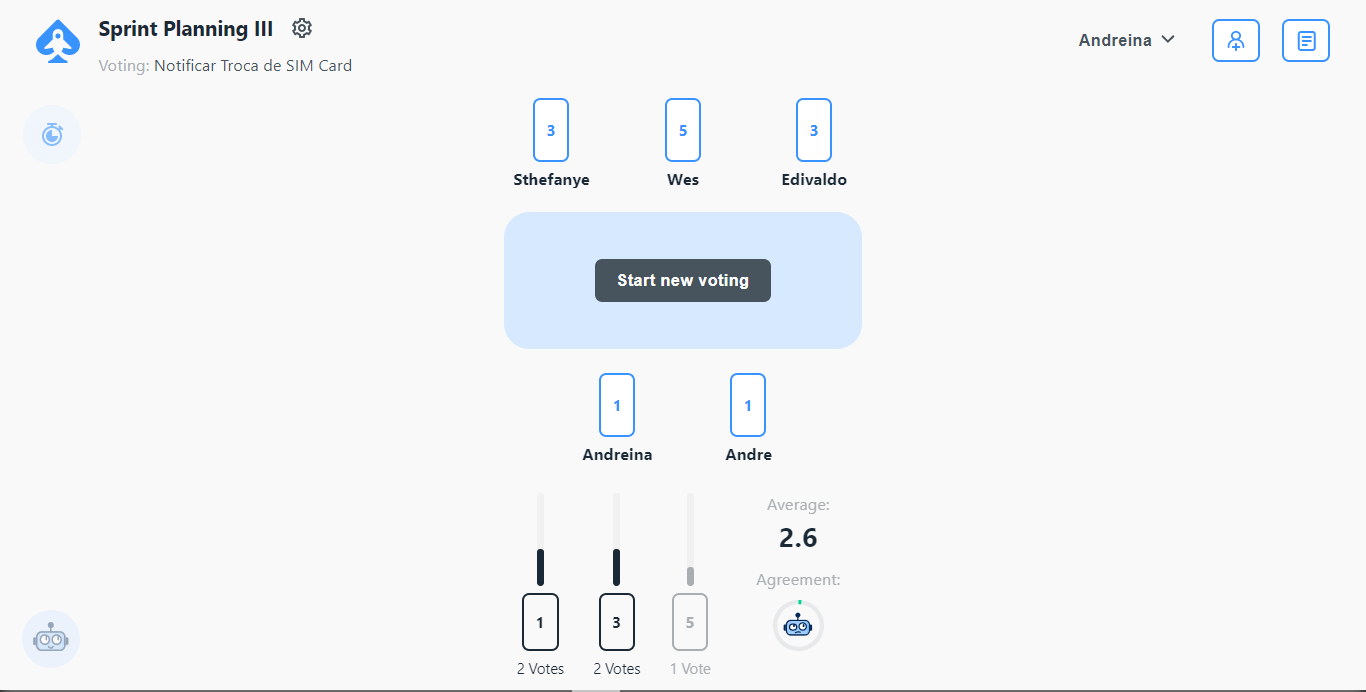 Sprint Planning III
Voting: Notificar Troca de SIM Card
Andreina
3
5
3
Sthefanye
Wes
Edivaldo
Start new voting
1
1
Andreina
Andre
Average:
2.6
Agreement:
1
3
5
2 Votes
2 Votes
1 Vote